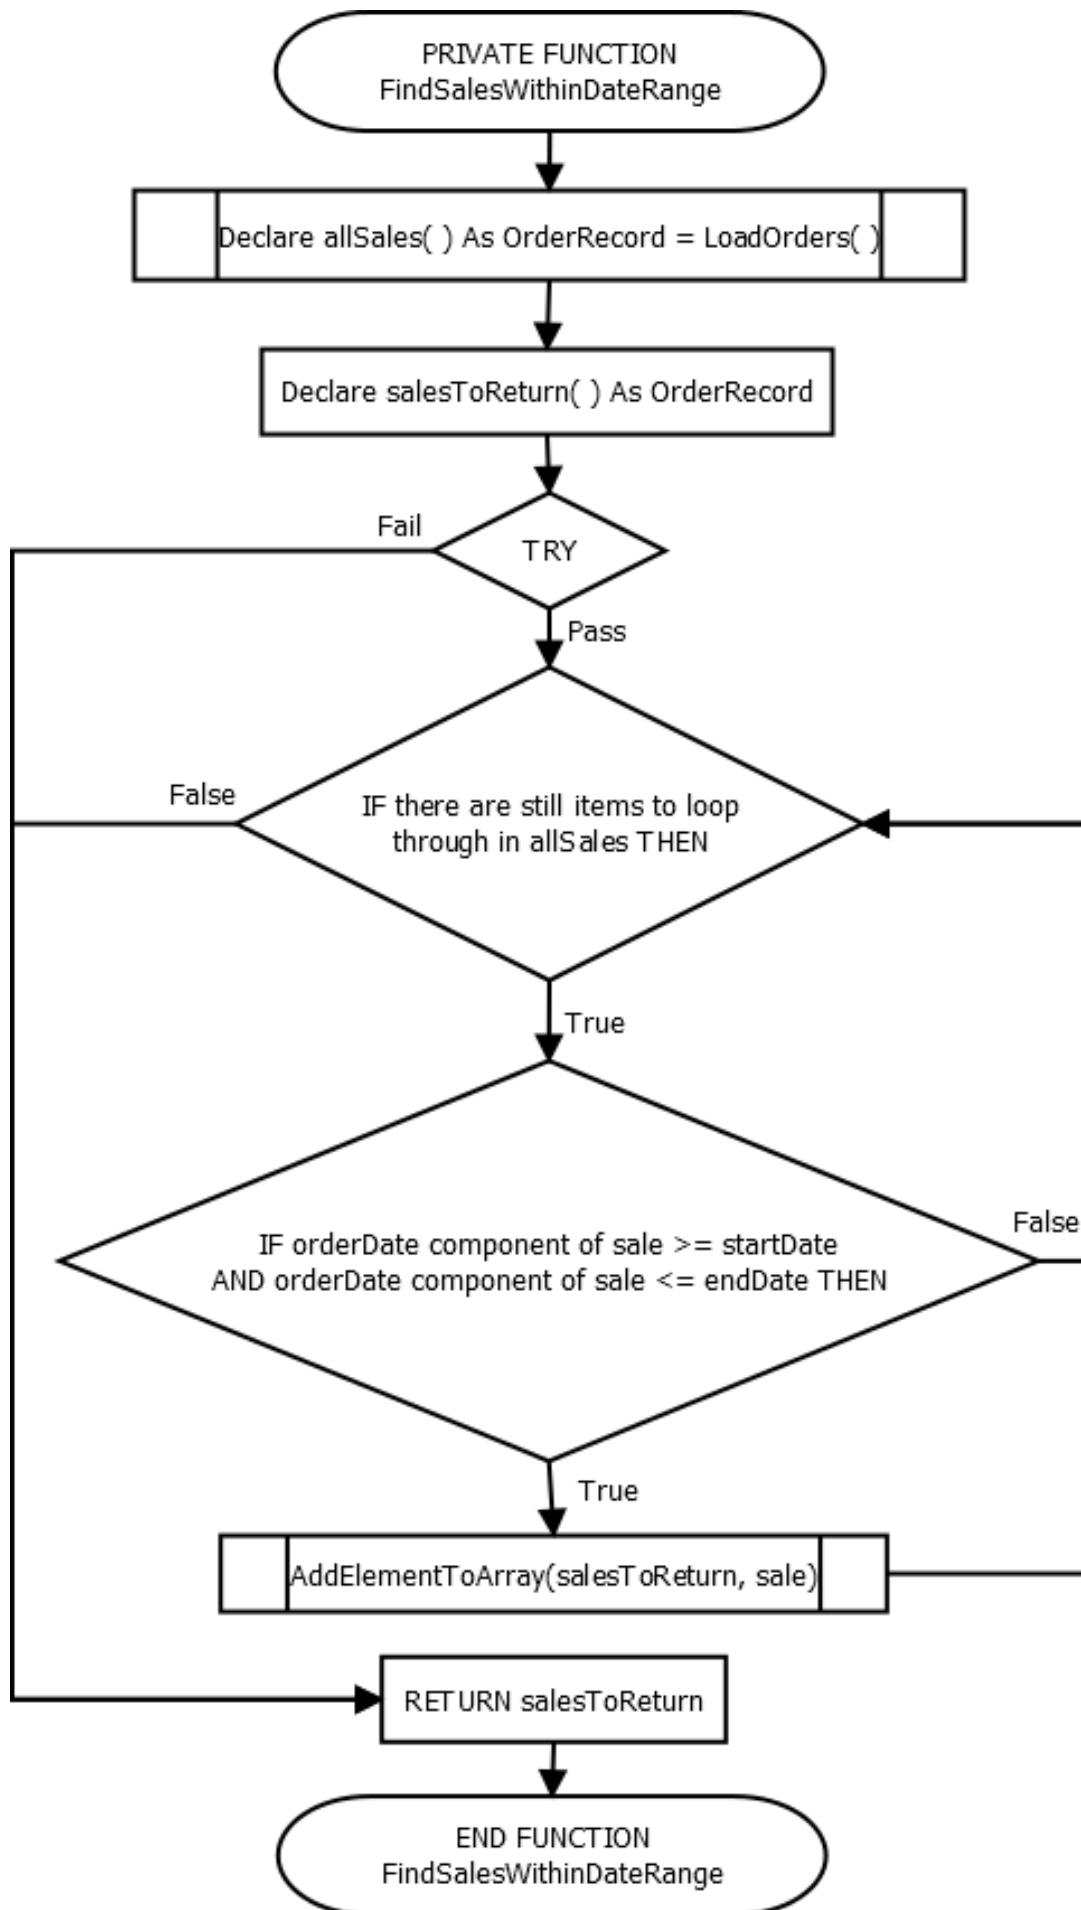 PRIVATE FUNCTION
FindSalesWithinDateRange
Declare allSales( ) As OrderRecord = LoadOrders( )
Declare salesToReturn( ) As OrderRecord
Fail
TRY
Pass
False
IF there are still items to loop
through in allSales THEN
True
False
IF orderDate component of sale >= startDate
AND orderDate component of sale <= endDate THEN
True
AddElementToArray(salesToReturn, sale)
RETURN salesToReturn
END FUNCTION
FindSalesWithinDateRange